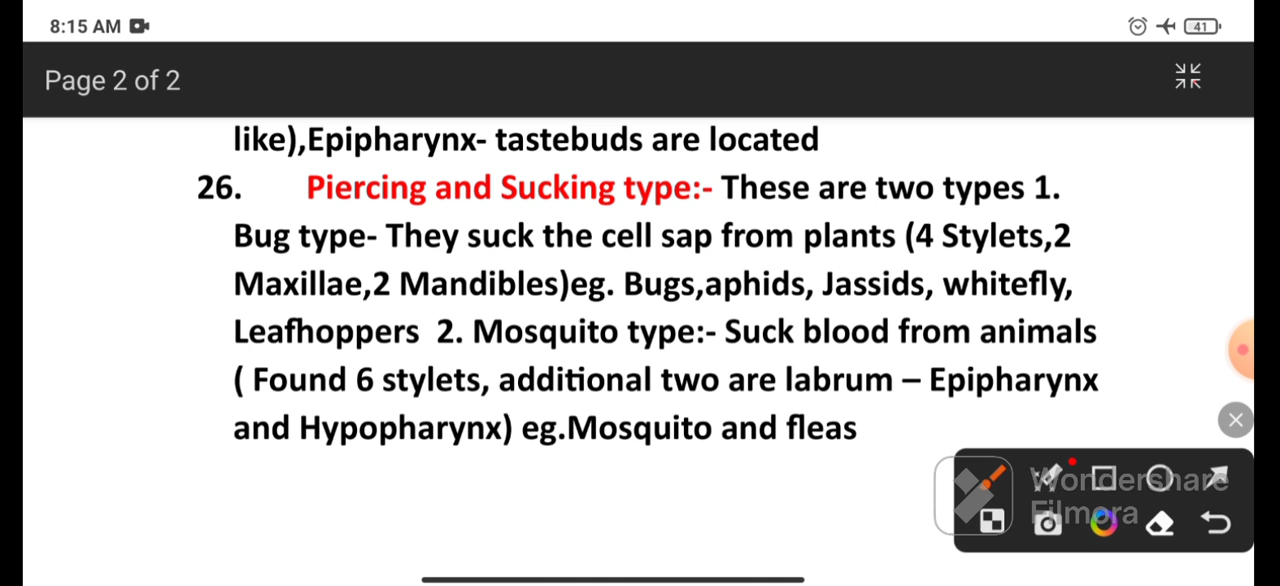 8:15 AM
41
Page 2 of 2
like),Epipharynx- tastebuds are located
26. Piercing and Sucking type:- These are two types 1.
Bug type- They suck the cell sap from plants (4 Stylets,2
Maxillae,2 Mandibles)eg. Bugs,aphids, Jassids, whitefly,
Leafhoppers 2. Mosquito type:- Suck blood from animals
( Found 6 stylets, additional two are labrum – Epipharynx
and Hypopharynx) eg.Mosquito and fleas
Wondershare
Filmora